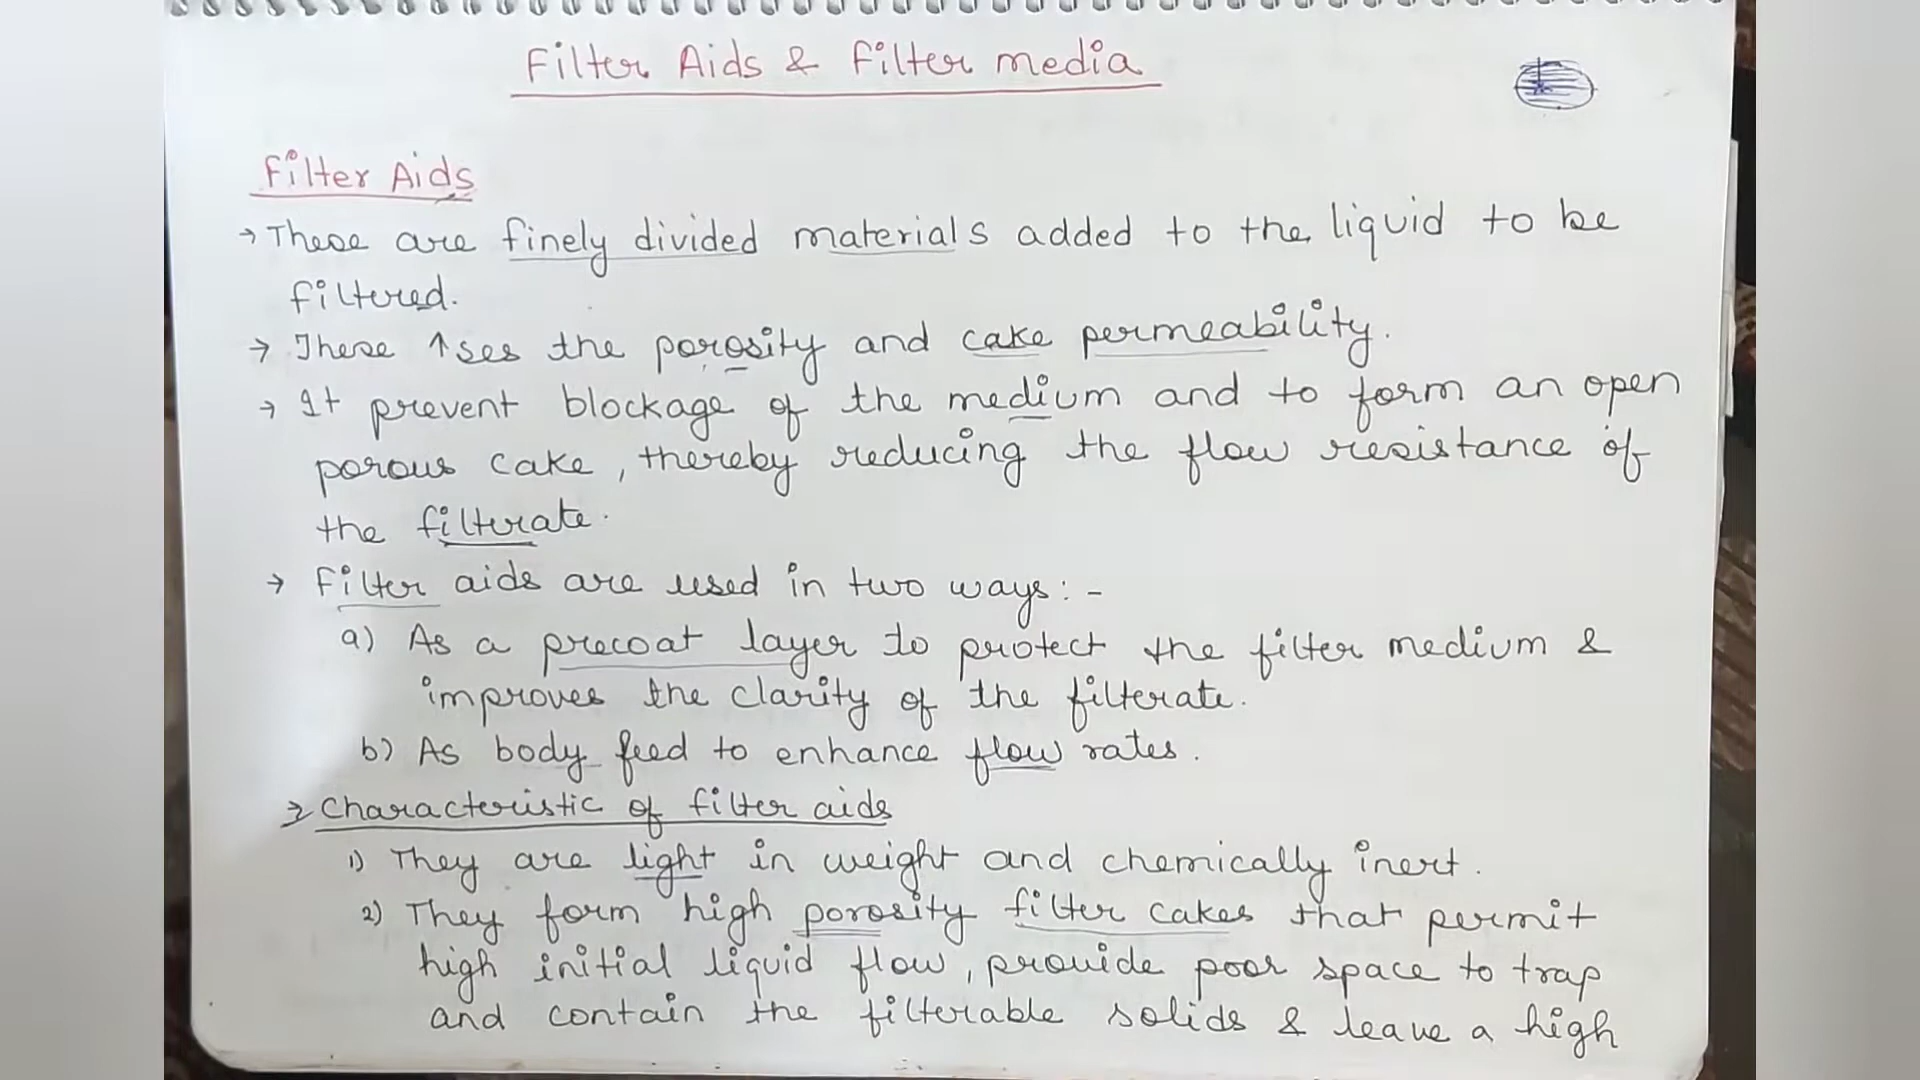 Filter Aids & Filter media
Filter Aids
→ These are finely divided materials added to the liquid to be
filtered.
→ These ↑ses the porosity and cake permeability.
→ It prevent blockage of the medium and to form an open
porous cake, thereby reducing the flow resistance of
the filterate.
→ Filter aids are used in two ways: -
a) As a precoat layer to protect the filter medium &
improves the clarity of the filterate.
b) As body feed to enhance flow rates.
→ Characteristic of filter aids
1) They are light in weight and chemically inert.
2) They form high porosity filter cakes that permit
high initial liquid flow, provide poor space to trap
and contain the filterable solids & leave a high